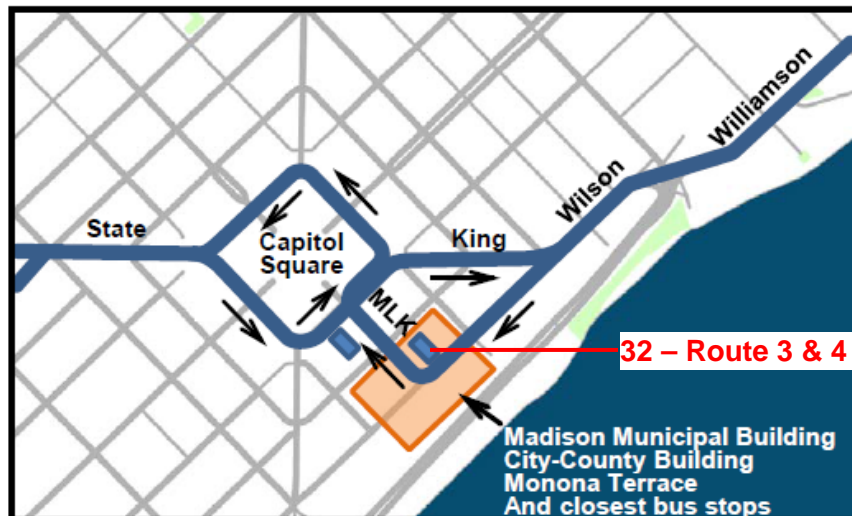 Williamson
Wilson
State
King
Capitol
Square
MLK
32 – Route 3 & 4
Madison Municipal Building
City-County Building
Monona Terrace
And closest bus stops